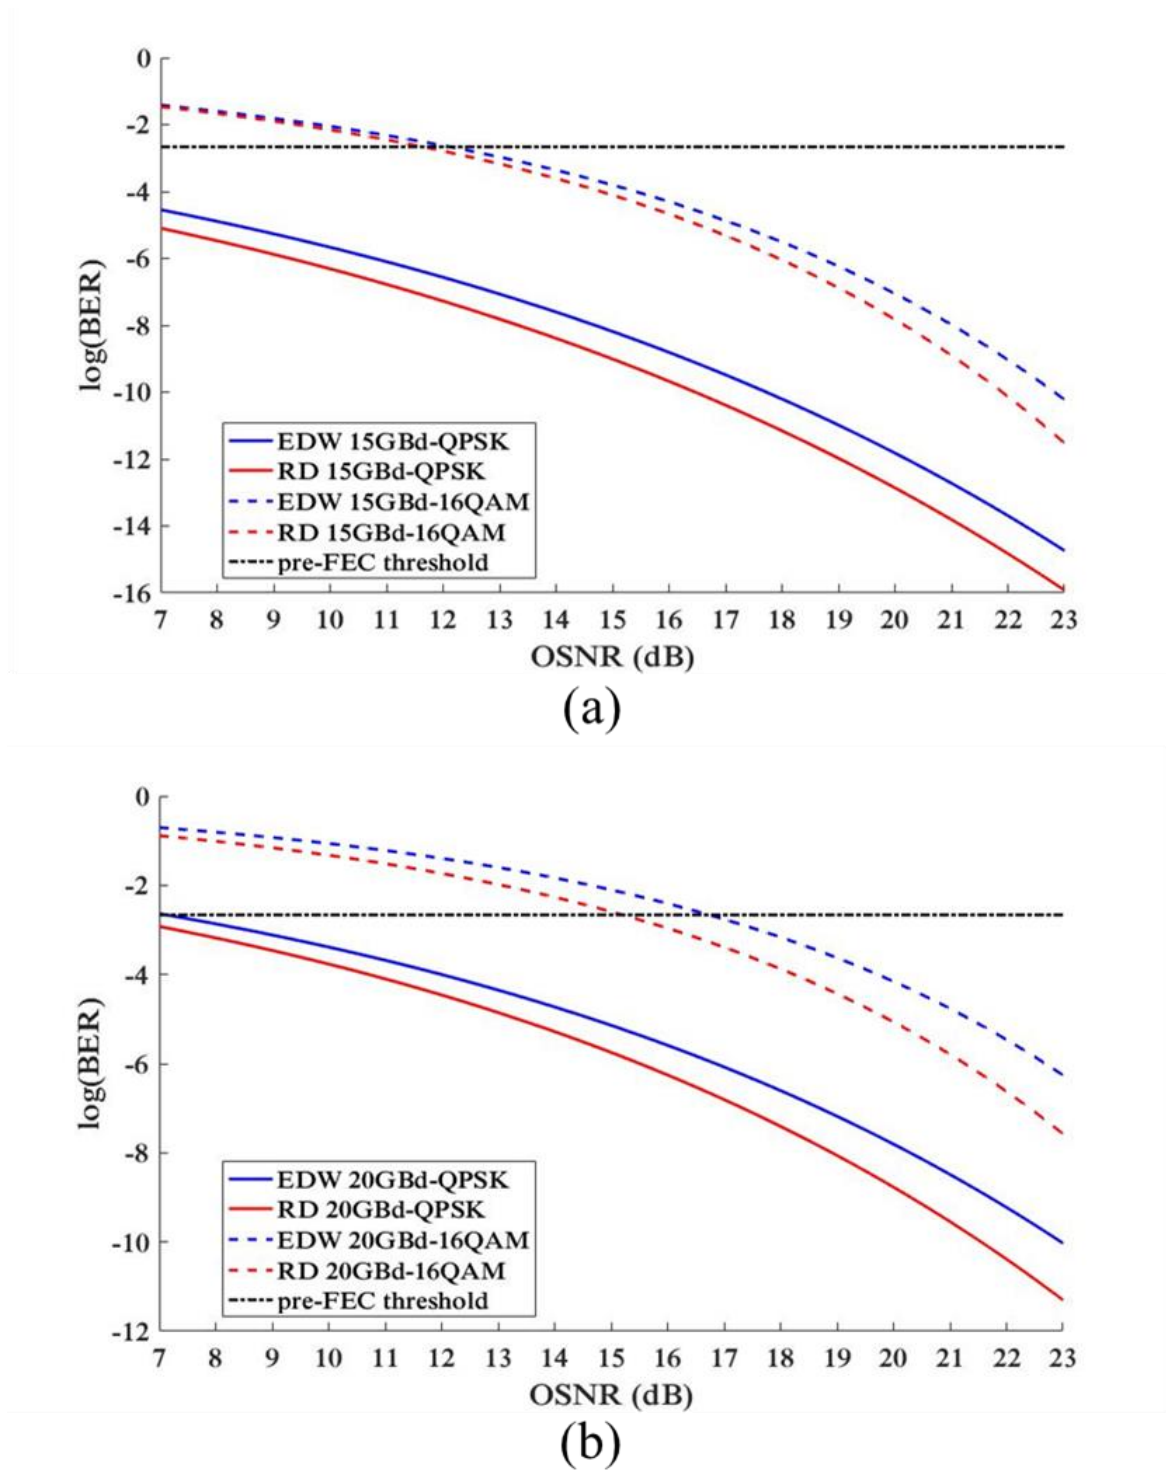 0
-2
-4
-6
-8
-10
-12
-14
-16
log(BER)
EDW 15GBd-QPSK
RD 15GBd-QPSK
EDW 15GBd-16QAM
RD 15GBd-16QAM
pre-FEC threshold
7 8 9 10 11 12 13 14 15 16 17 18 19 20 21 22 23
OSNR (dB)
(a)
0
-2
-4
-6
-8
-10
-12
log(BER)
EDW 20GBd-QPSK
RD 20GBd-QPSK
EDW 20GBd-16QAM
RD 20GBd-16QAM
pre-FEC threshold
7 8 9 10 11 12 13 14 15 16 17 18 19 20 21 22 23
OSNR (dB)
(b)